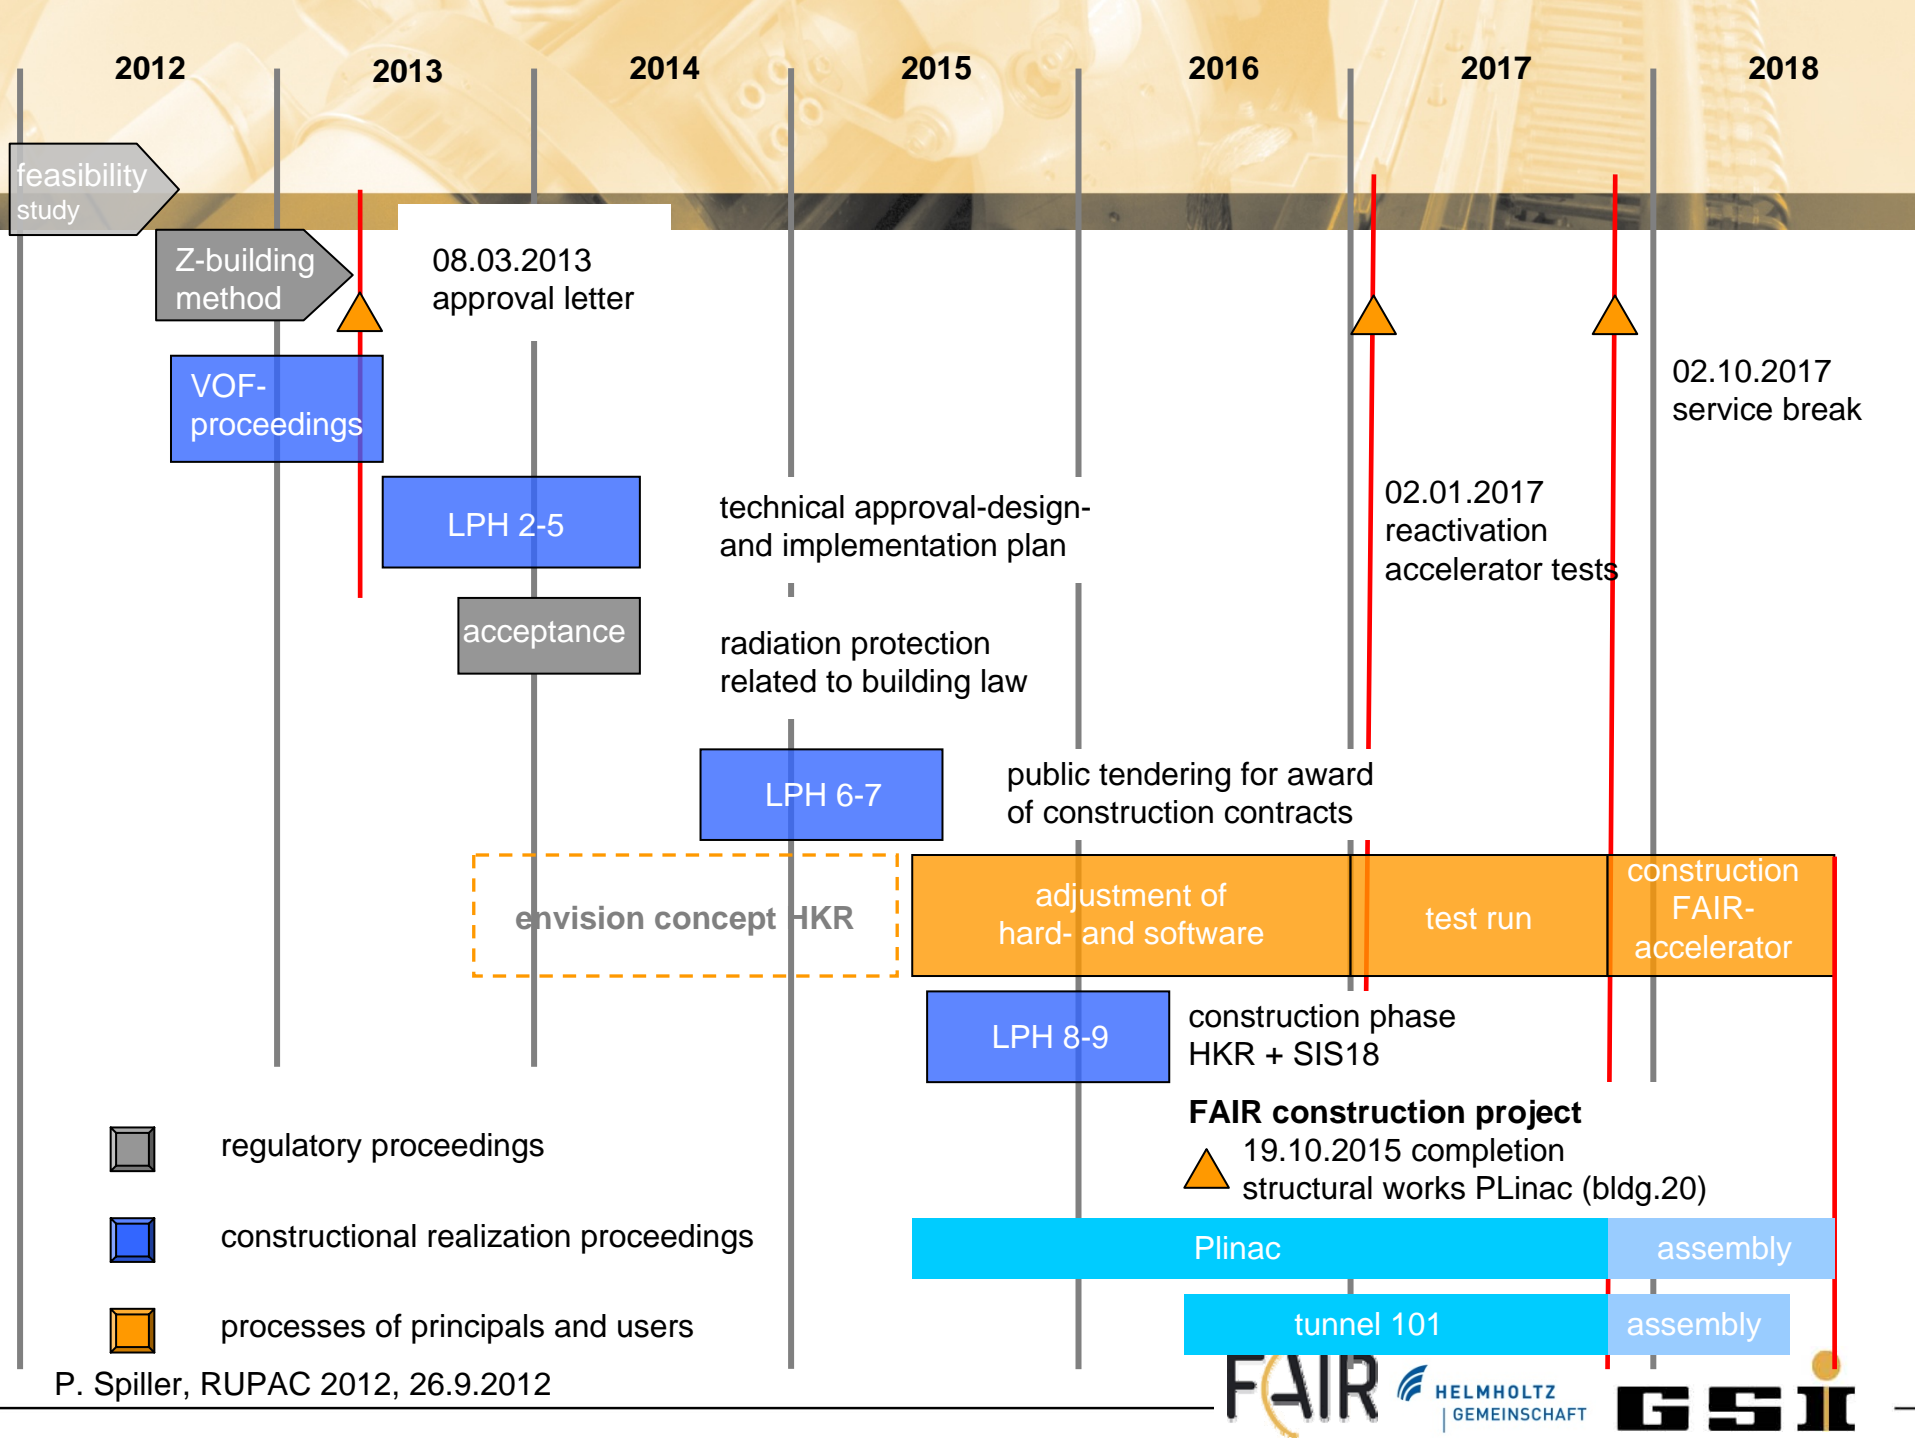 2012 2013 2014 2015 2016 2017 2018
feasibility
study
Z-building
method
08.03.2013
approval letter
VOF-
proceedings
02.10.2017
service break
LPH 2-5
technical approval-design-
and implementation plan
02.01.2017
reactivation
accelerator tests
acceptance
radiation protection
related to building law
LPH 6-7
public tendering for award
of construction contracts
envision concept HKR
adjustment of
hard- and software
test run
construction
FAIR-
accelerator
LPH 8-9
construction phase
HKR + SIS18
FAIR construction project
19.10.2015 completion
structural works PLinac (bldg.20)
regulatory proceedings
constructional realization proceedings
processes of principals and users
Plinac
assembly
tunnel 101
assembly
P. Spiller, RUPAC 2012, 26.9.2012
FAIR
HELMHOLTZ
GEMEINSCHAFT
GSI